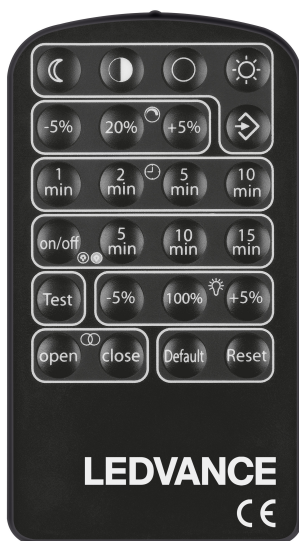 -5% 20% +5%
1 min 2 min 5 min 10 min
on/off 5 min 10 min 15 min
Test -5% 100% +5%
open close Default Reset
LEDVANCE
CE